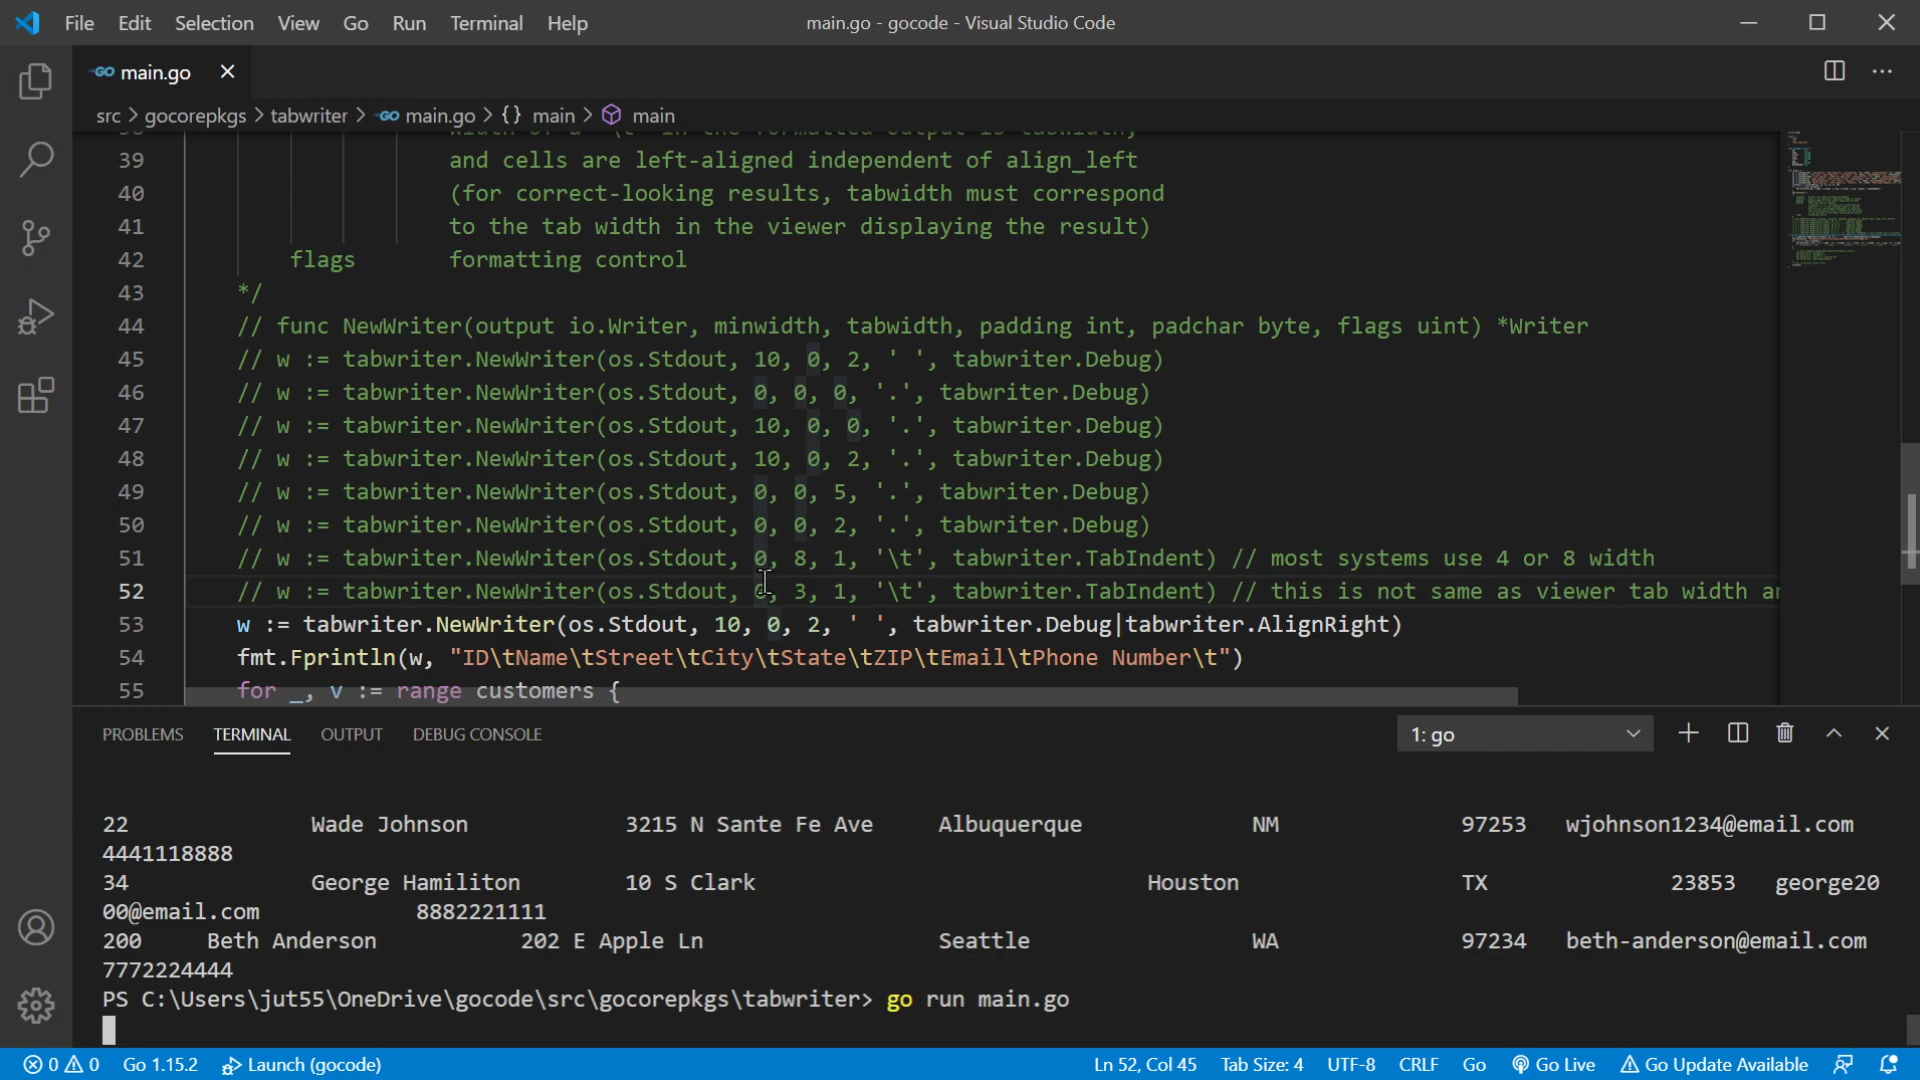 File Edit Selection View Go Run Terminal Help main.go - gocode - Visual Studio Code
GO main.go
src > gocorepkgs > tabwriter > GO main.go > {} main > main
39 and cells are left-aligned independent of align_left
40 (for correct-looking results, tabwidth must correspond
41 to the tab width in the viewer displaying the result)
42 flags formatting control
43 */
44 // func NewWriter(output io.Writer, minwidth, tabwidth, padding int, padchar byte, flags uint) *Writer
45 // w := tabwriter.NewWriter(os.Stdout, 10, 0, 2, ' ', tabwriter.Debug)
46 // w := tabwriter.NewWriter(os.Stdout, 0, 0, 0, '.', tabwriter.Debug)
47 // w := tabwriter.NewWriter(os.Stdout, 10, 0, 0, '.', tabwriter.Debug)
48 // w := tabwriter.NewWriter(os.Stdout, 10, 0, 2, '.', tabwriter.Debug)
49 // w := tabwriter.NewWriter(os.Stdout, 0, 0, 5, '.', tabwriter.Debug)
50 // w := tabwriter.NewWriter(os.Stdout, 0, 0, 2, '.', tabwriter.Debug)
51 // w := tabwriter.NewWriter(os.Stdout, 0, 8, 1, '\t', tabwriter.TabIndent) // most systems use 4 or 8 width
52 // w := tabwriter.NewWriter(os.Stdout, 0, 3, 1, '\t', tabwriter.TabIndent) // this is not same as viewer tab width
53 w := tabwriter.NewWriter(os.Stdout, 10, 0, 2, ' ', tabwriter.Debug|tabwriter.AlignRight)
54 fmt.Fprintln(w, "ID\tName\tStreet\tCity\tState\tZIP\tEmail\tPhone Number\t")
55 for _, v := range customers {
PROBLEMS TERMINAL OUTPUT DEBUG CONSOLE 1: go
22 Wade Johnson 3215 N Sante Fe Ave Albuquerque NM 97253 wjohnson1234@email.com
4441118888
34 George Hamiliton 10 S Clark Houston TX 23853 george20
00@email.com 8882221111
200 Beth Anderson 202 E Apple Ln Seattle WA 97234 beth-anderson@email.com
7772224444
PS C:\Users\jut55\OneDrive\gocode\src\gocorepkgs\tabwriter> go run main.go
0 0 Go 1.15.2 Launch (gocode) Ln 52, Col 45 Tab Size: 4 UTF-8 CRLF Go Go Live Go Update Available